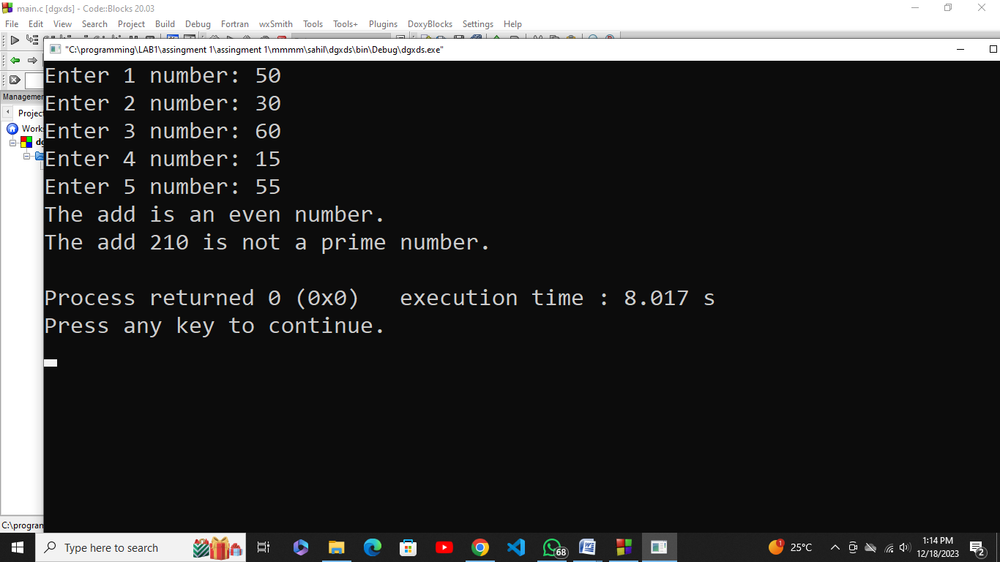 main.c [dgxds] - Code::Blocks 20.03
File Edit View Search Project Build Debug Fortran wxSmith Tools Tools+ Plugins DoxyBlocks Settings Help
"C:\programming\LAB1\assingment 1\assingment 1\mmmm\sahil\dgxds\bin\Debug\dgxds.exe"
Enter 1 number: 50
Enter 2 number: 30
Managemen
Enter 3 number: 60
Projec
Works
Enter 4 number: 15
dg
Enter 5 number: 55
The add is an even number.
The add 210 is not a prime number.
Process returned 0 (0x0) execution time : 8.017 s
Press any key to continue.
C:\program
Type here to search
68
1
25°C
1:14 PM
12/18/2023
2